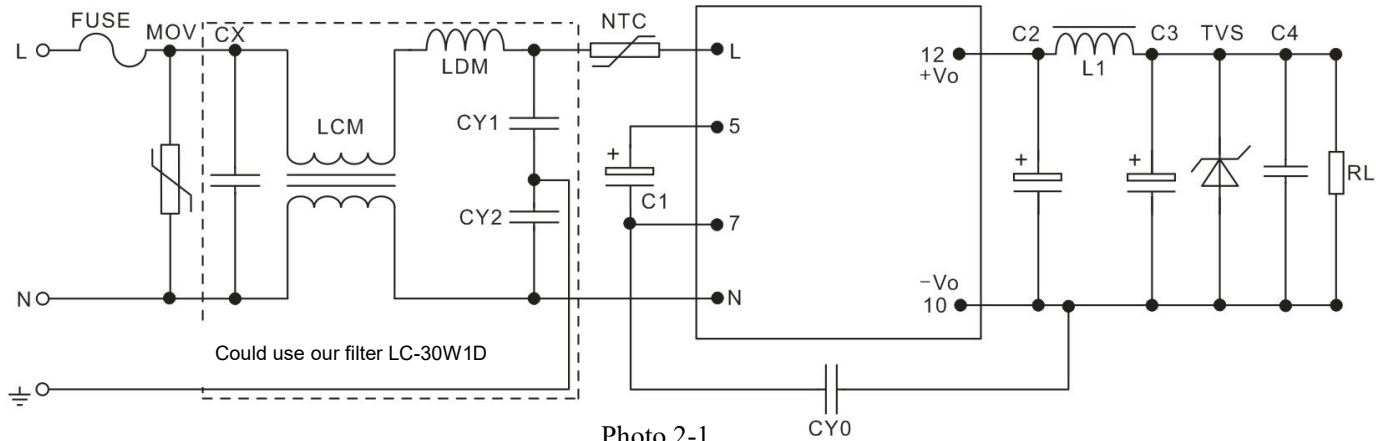 FUSE
MOV
CX
NTC
L
LDM
LCM
CY1
CY2
L
5
C1
7
N
N
12
+Vo
−Vo
10
C2
L1
C3
TVS
C4
RL
Could use our filter LC-30W1D
CY0
Photo 2-1